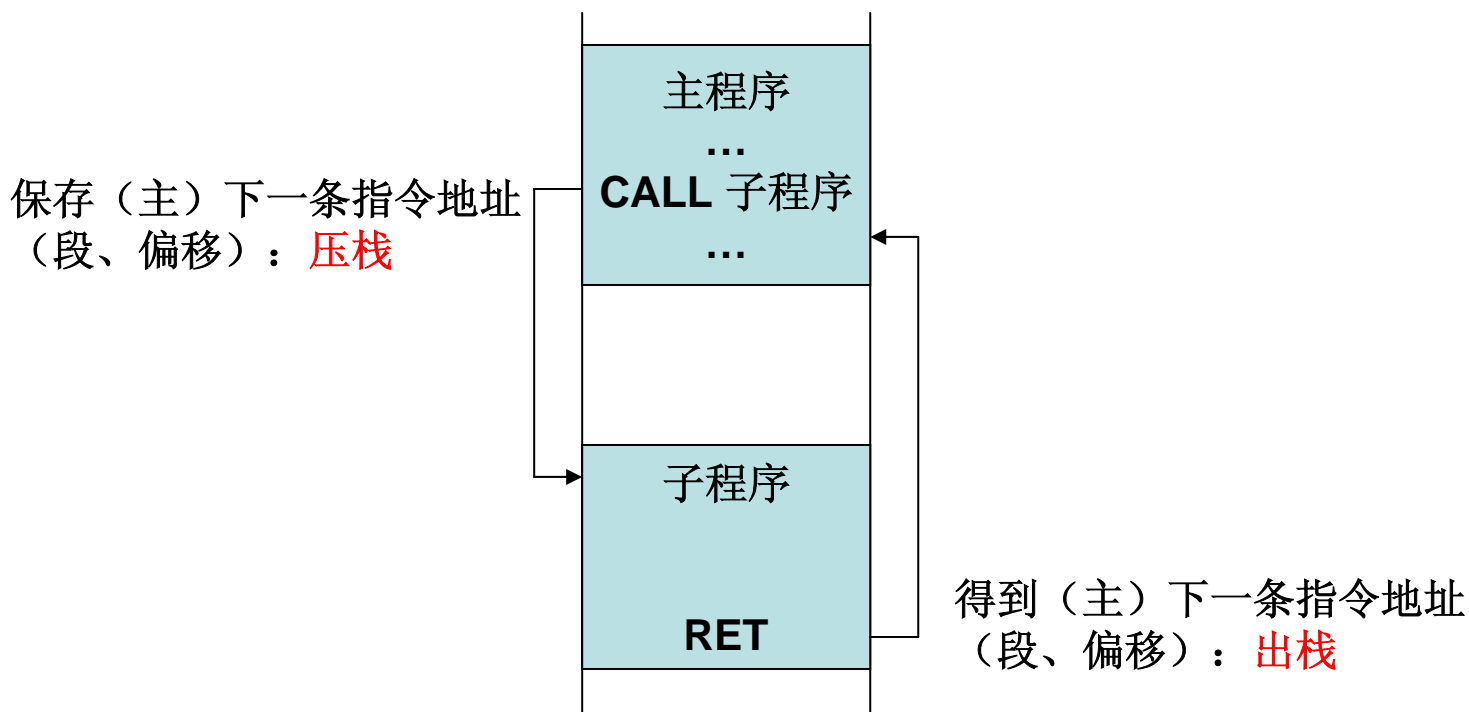 主程序
…
CALL 子程序
…
保存（主）下一条指令地址
（段、偏移）：压栈
子程序
RET
得到（主）下一条指令地址
（段、偏移）：出栈